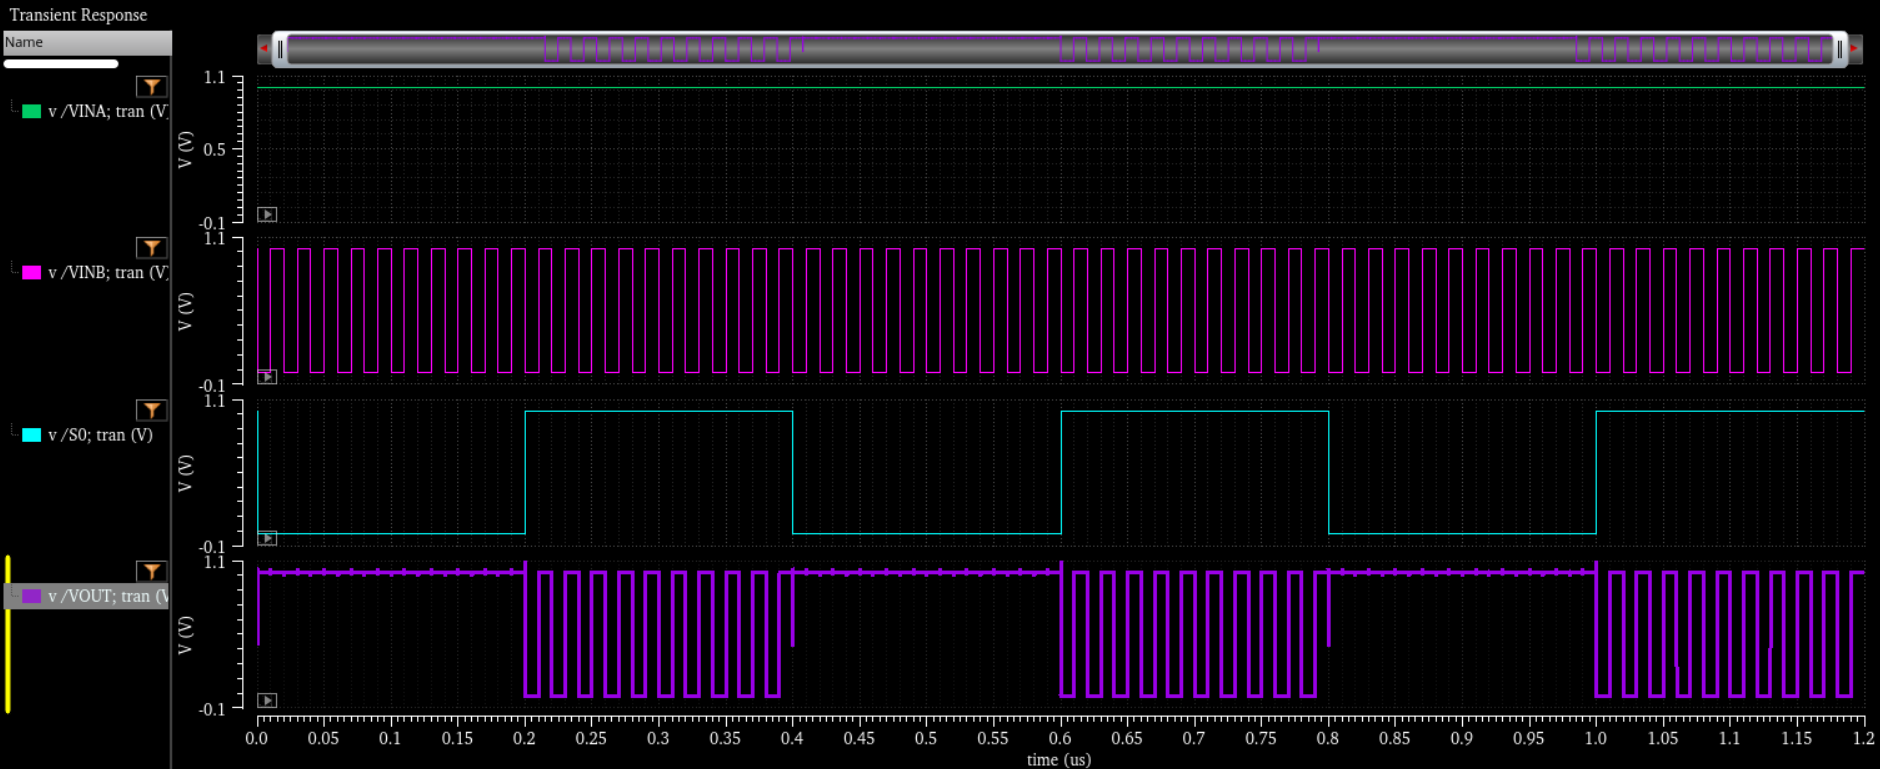 Transient Response
Name
v /VINA; tran (V)
V (V)
1.1
0.5
-0.1
v /VINB; tran (V)
V (V)
1.1
-0.1
v /S0; tran (V)
V (V)
1.1
-0.1
v /VOUT; tran (V
V (V)
1.1
-0.1
0.0 0.05 0.1 0.15 0.2 0.25 0.3 0.35 0.4 0.45 0.5 0.55 0.6 0.65 0.7 0.75 0.8 0.85 0.9 0.95 1.0 1.05 1.1 1.15 1.2
time (us)